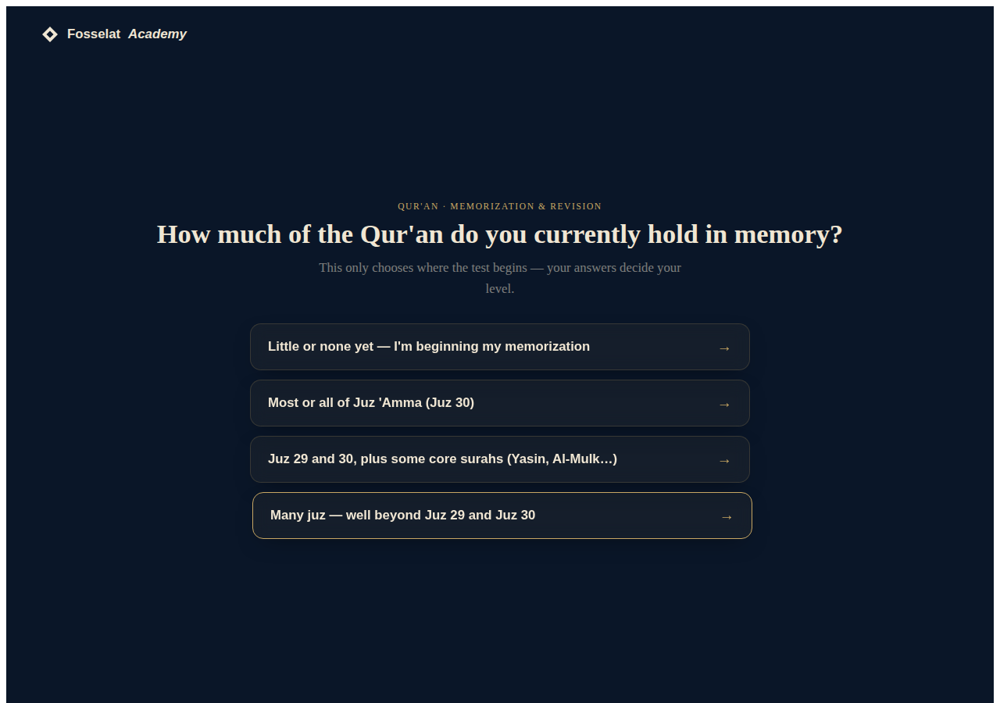 Fosselat Academy
QUR'AN · MEMORIZATION & REVISION
How much of the Qur'an do you currently hold in memory?
This only chooses where the test begins — your answers decide your
level.
Little or none yet — I'm beginning my memorization →
Most or all of Juz 'Amma (Juz 30) →
Juz 29 and 30, plus some core surahs (Yasin, Al-Mulk…) →
Many juz — well beyond Juz 29 and Juz 30 →